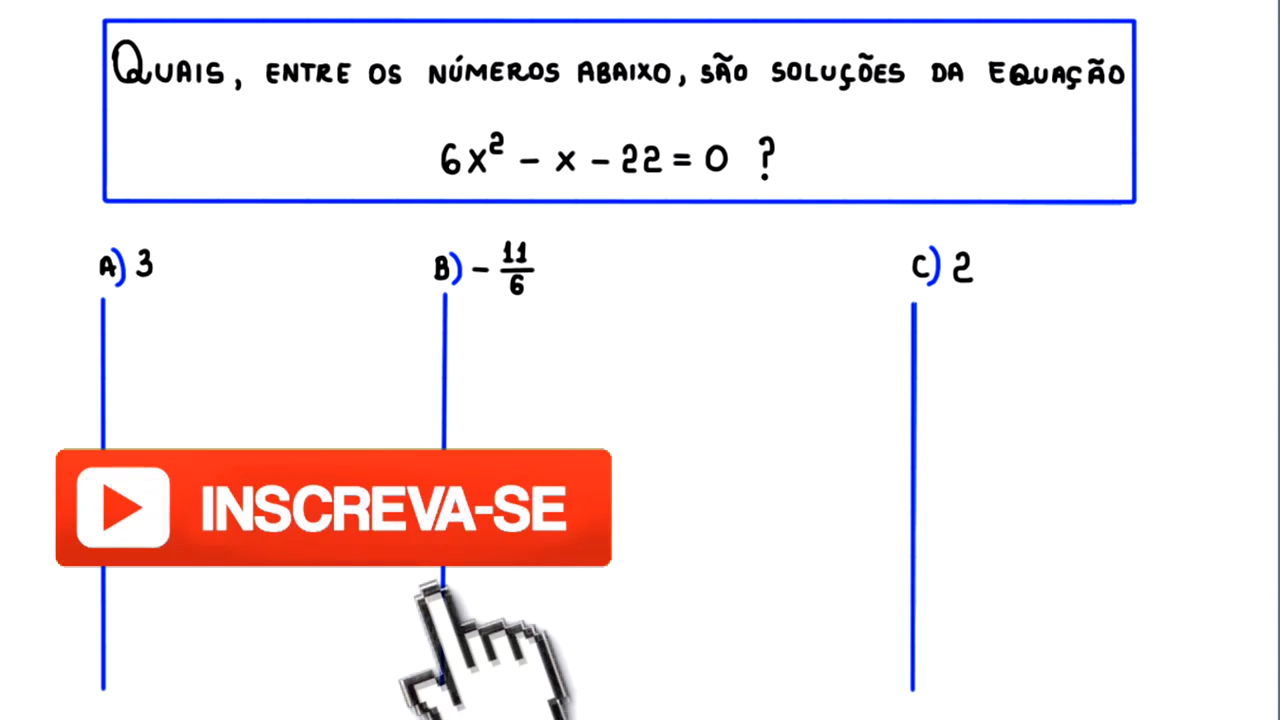 QUAIS, ENTRE OS NÚMEROS ABAIXO, SÃO SOLUÇÕES DA EQUAÇÃO
6x² - x - 22 = 0 ?
A) 3
B) - 11/6
C) 2
INSCREVA-SE